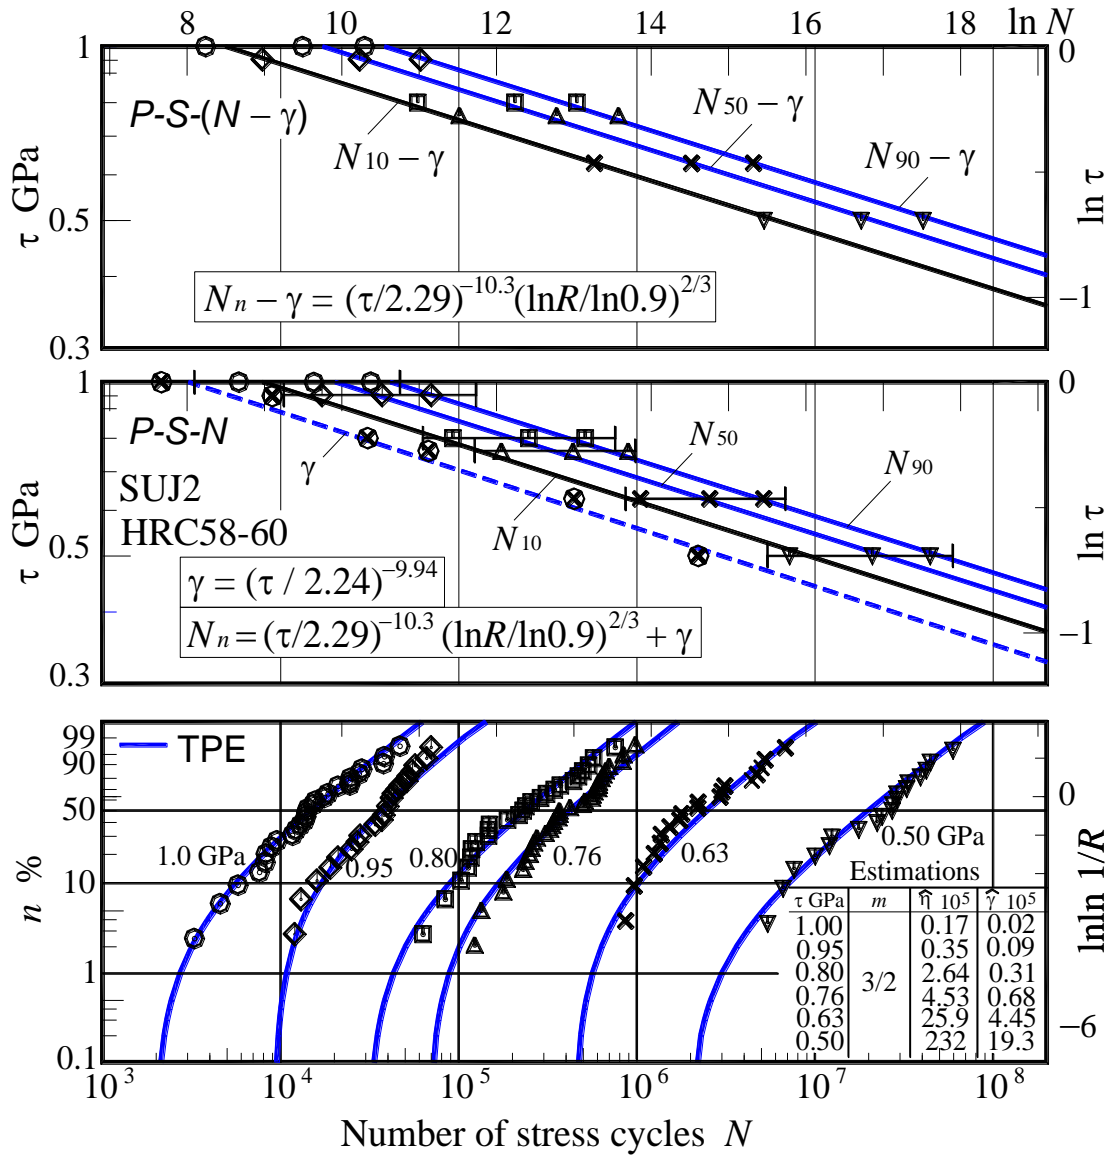 8 10 12 14 16 18 ln N
1 0
P-S-(N – γ)
N50 – γ
N10 – γ
N90 – γ
τ GPa
ln τ
0.5
Nn – γ = (τ/2.29)^–10.3 (lnR/ln0.9)^2/3
–1
0.3
1 0
P-S-N
N50
γ
N90
SUJ2
N10
HRC58-60
τ GPa
ln τ
0.5
γ = (τ / 2.24)^–9.94
Nn = (τ/2.29)^–10.3 (lnR/ln0.9)^2/3 + γ
–1
0.3
99
TPE
90
50 0
1.0 GPa 0.95 0.80 0.76 0.63 0.50 GPa
n %
lnln 1/R
Estimations
10
τ GPa m η̂ 10^5 γ̂ 10^5
1.00 0.17 0.02
0.95 0.35 0.09
0.80 2.64 0.31
1
3/2
0.76 4.53 0.68
0.63 25.9 4.45
0.50 232 19.3
–6
0.1
10^3 10^4 10^5 10^6 10^7 10^8
Number of stress cycles N